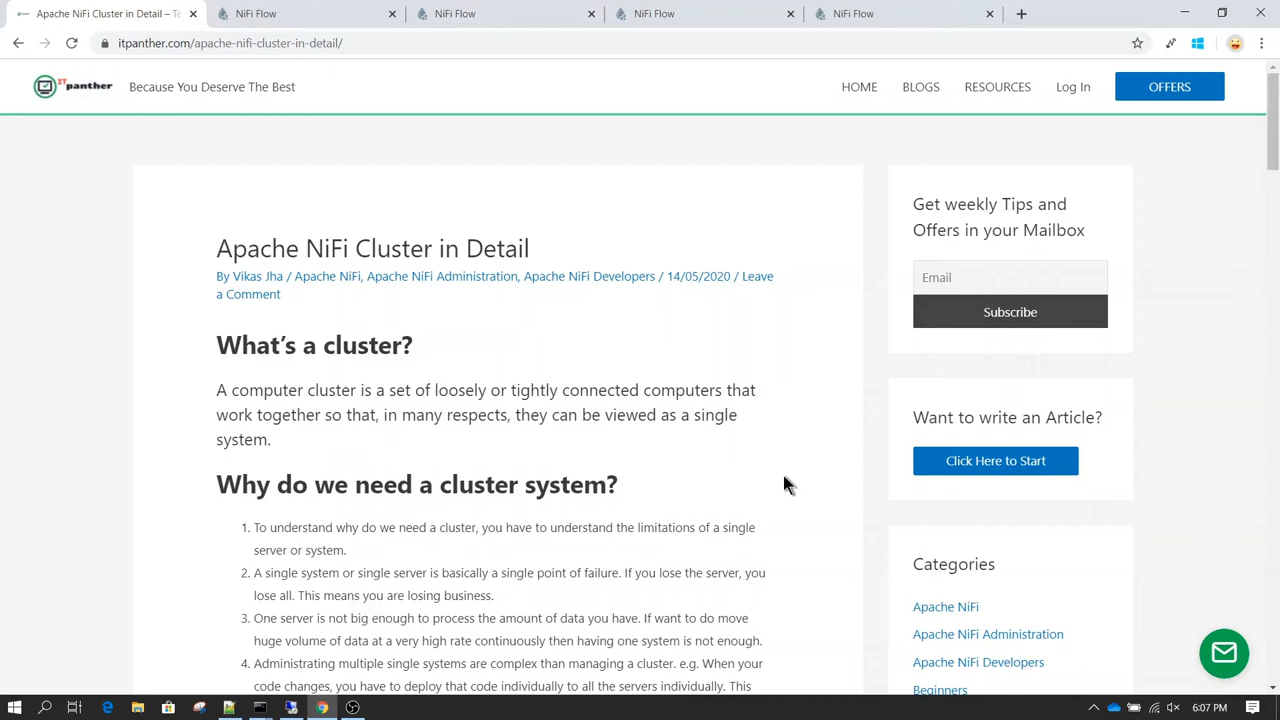 Apache NiFi Cluster in Detail – Te
NiFi Flow
NiFi Flow
NiFi Flow
NiFi Flow
itpanther.com/apache-nifi-cluster-in-detail/
ITpanther
Because You Deserve The Best
HOME
BLOGS
RESOURCES
Log In
OFFERS
Apache NiFi Cluster in Detail
By Vikas Jha / Apache NiFi, Apache NiFi Administration, Apache NiFi Developers / 14/05/2020 / Leave
a Comment
What’s a cluster?
A computer cluster is a set of loosely or tightly connected computers that
work together so that, in many respects, they can be viewed as a single
system.
Why do we need a cluster system?
1. To understand why do we need a cluster, you have to understand the limitations of a single
server or system.
2. A single system or single server is basically a single point of failure. If you lose the server, you
lose all. This means you are losing business.
3. One server is not big enough to process the amount of data you have. If want to do move
huge volume of data at a very high rate continuously then having one system is not enough.
4. Administrating multiple single systems are complex than managing a cluster. e.g. When your
code changes, you have to deploy that code individually to all the servers individually. This
Get weekly Tips and
Offers in your Mailbox
Email
Subscribe
Want to write an Article?
Click Here to Start
Categories
Apache NiFi
Apache NiFi Administration
Apache NiFi Developers
Beginners
6:07 PM